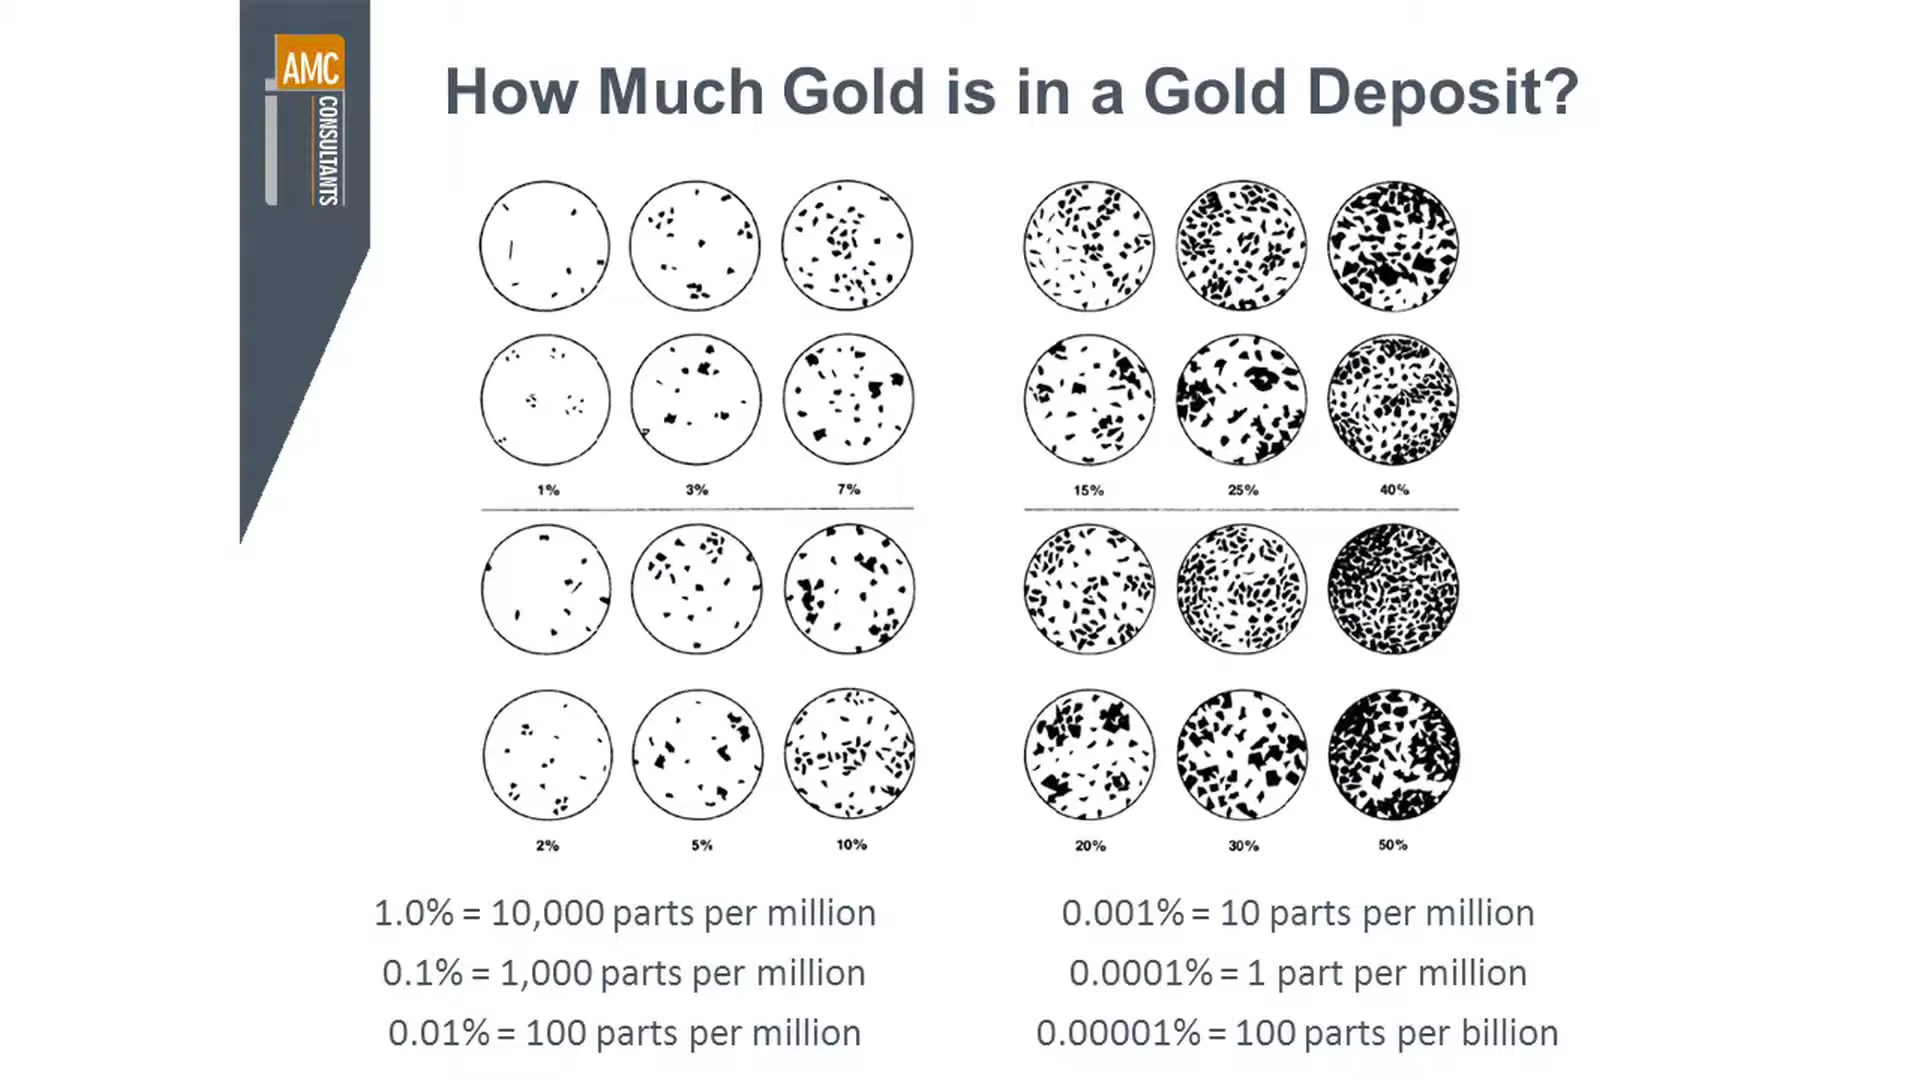 AMC
CONSULTANTS
How Much Gold is in a Gold Deposit?
1% 3% 7% 15% 25% 40%
2% 5% 10% 20% 30% 50%
1.0% = 10,000 parts per million
0.1% = 1,000 parts per million
0.01% = 100 parts per million
0.001% = 10 parts per million
0.0001% = 1 part per million
0.00001% = 100 parts per billion